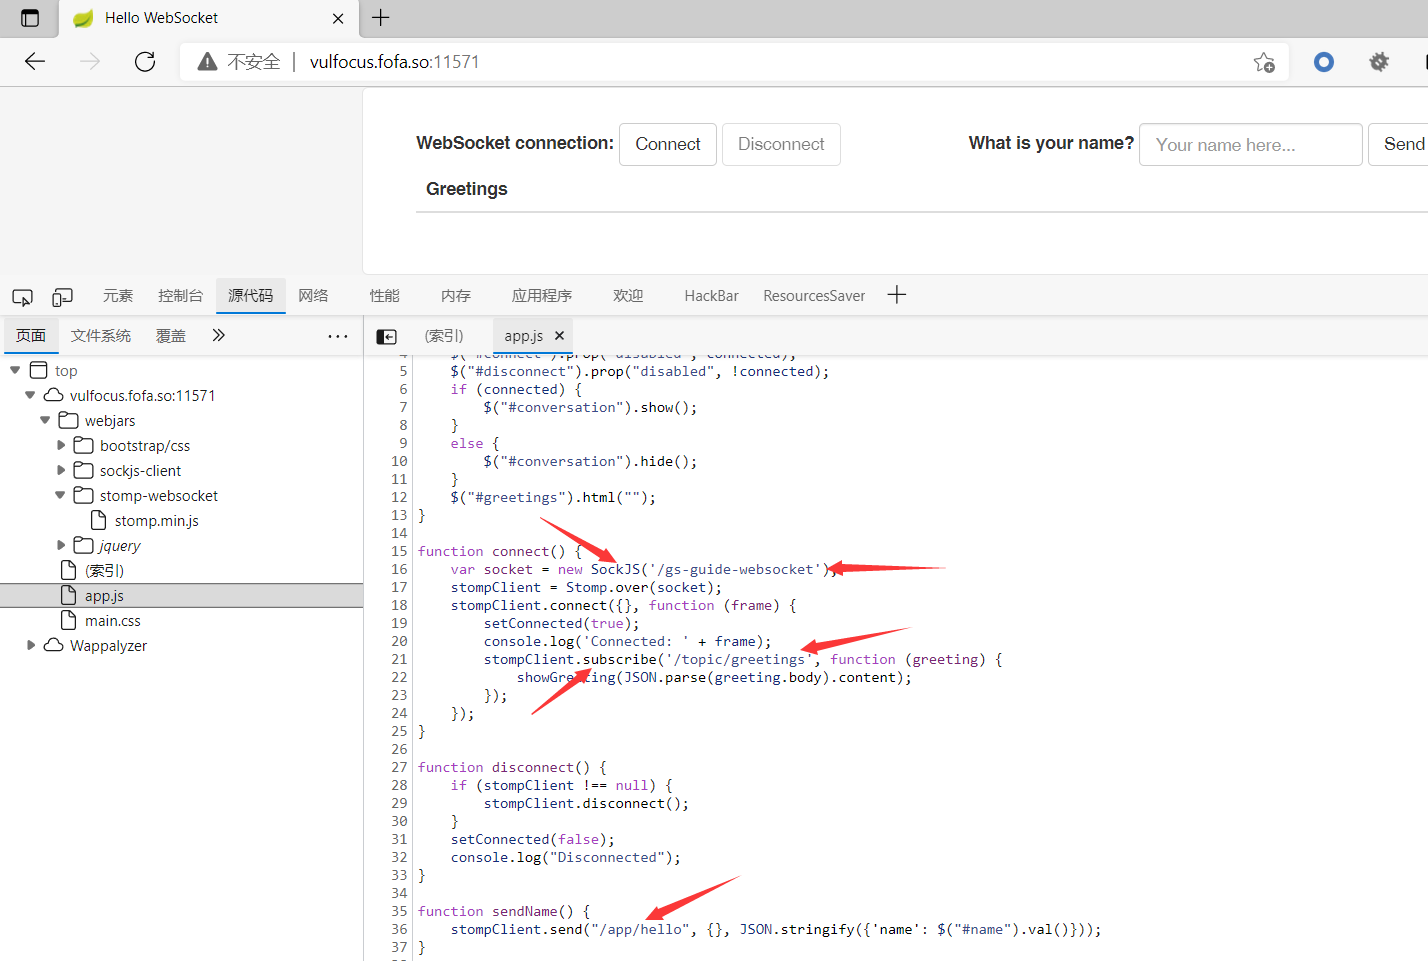 Hello WebSocket
不安全 vulfocus.fofa.so:11571
WebSocket connection: Connect Disconnect What is your name? Your name here... Send
Greetings
元素 控制台 源代码 网络 性能 内存 应用程序 欢迎 HackBar ResourcesSaver
页面 文件系统 覆盖 (索引) app.js
top
vulfocus.fofa.so:11571
webjars
bootstrap/css
sockjs-client
stomp-websocket
stomp.min.js
jquery
(索引)
app.js
main.css
Wappalyzer
4 $("#connect").prop("disabled", connected);
5 $("#disconnect").prop("disabled", !connected);
6 if (connected) {
7 $("#conversation").show();
8 }
9 else {
10 $("#conversation").hide();
11 }
12 $("#greetings").html("");
13 }
14
15 function connect() {
16 var socket = new SockJS('/gs-guide-websocket');
17 stompClient = Stomp.over(socket);
18 stompClient.connect({}, function (frame) {
19 setConnected(true);
20 console.log('Connected: ' + frame);
21 stompClient.subscribe('/topic/greetings', function (greeting) {
22 showGreeting(JSON.parse(greeting.body).content);
23 });
24 });
25 }
26
27 function disconnect() {
28 if (stompClient !== null) {
29 stompClient.disconnect();
30 }
31 setConnected(false);
32 console.log("Disconnected");
33 }
34
35 function sendName() {
36 stompClient.send("/app/hello", {}, JSON.stringify({'name': $("#name").val()}));
37 }